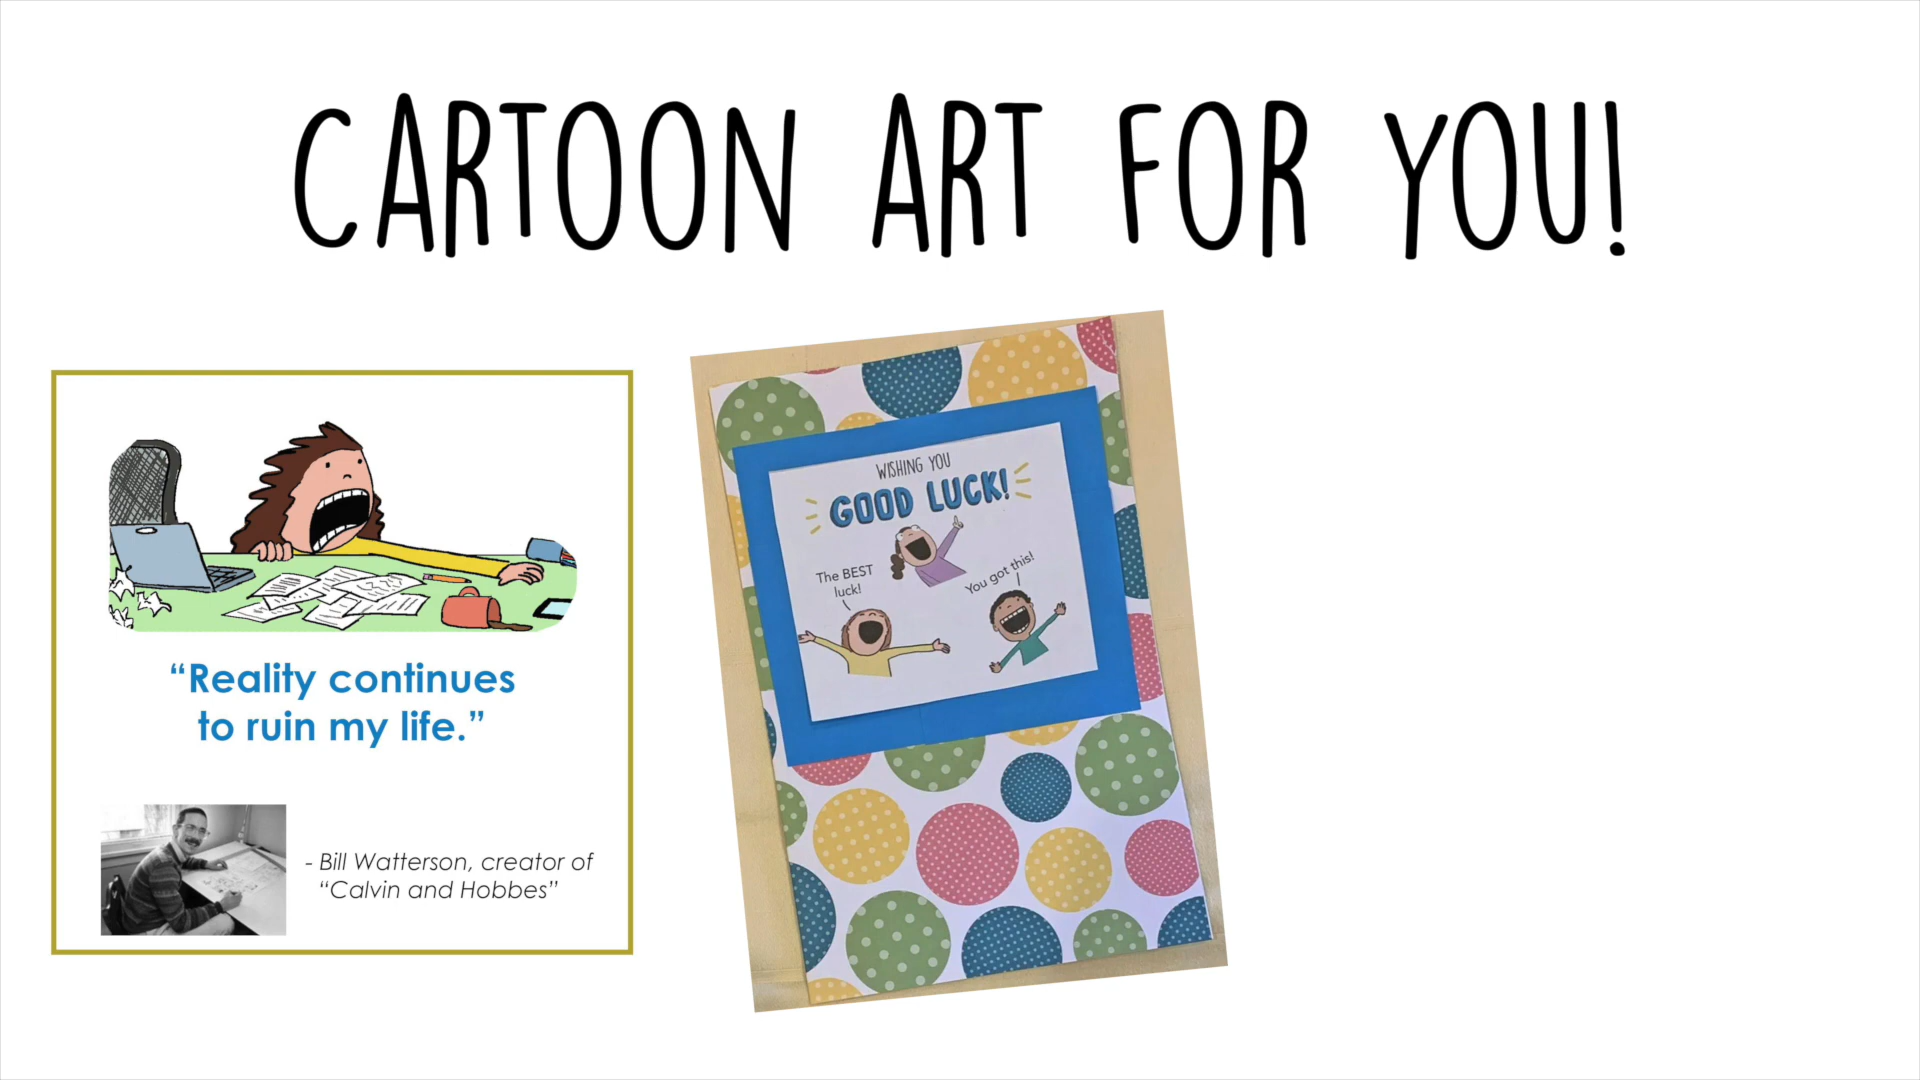 CARTOON ART FOR YOU!
“Reality continues
to ruin my life.”
- Bill Watterson, creator of
“Calvin and Hobbes”
WISHING YOU
GOOD LUCK!
The BEST
luck!
You got this!